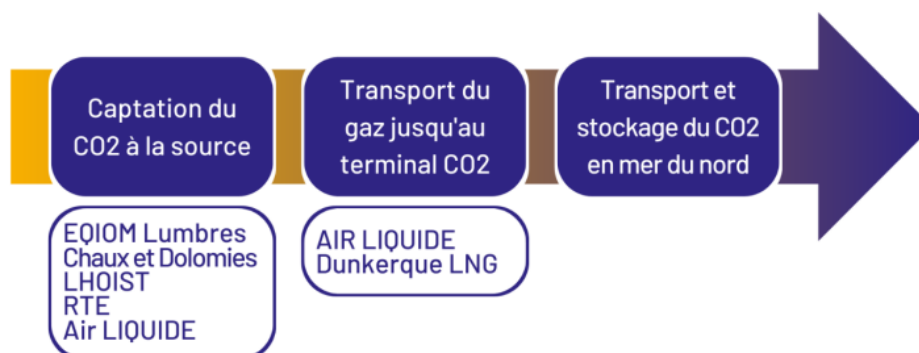 Captation du
CO2 à la source
Transport du
gaz jusqu'au
terminal CO2
Transport et
stockage du CO2
en mer du nord
EQIOM Lumbres
Chaux et Dolomies
LHOIST
RTE
Air LIQUIDE
AIR LIQUIDE
Dunkerque LNG